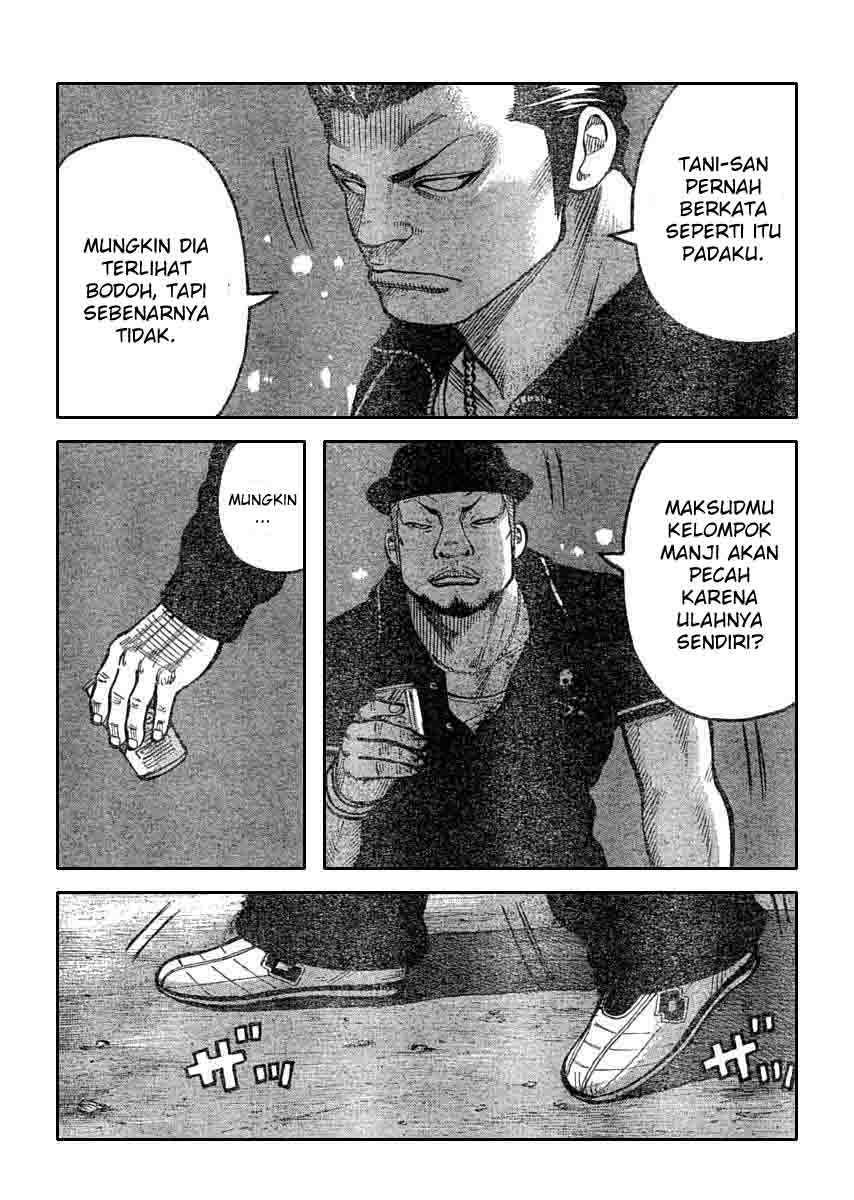 TANI-SAN
PERNAH
BERKATA
SEPERTI ITU
PADAKU.
MUNGKIN DIA
TERLIHAT
BODOH, TAPI
SEBENARNYA
TIDAK.
MAKSUDMU
KELOMPOK
MANJI AKAN
PECAH
KARENA
ULAHNYA
SENDIRI?
MUNGKIN
...
ザッ
ザッ